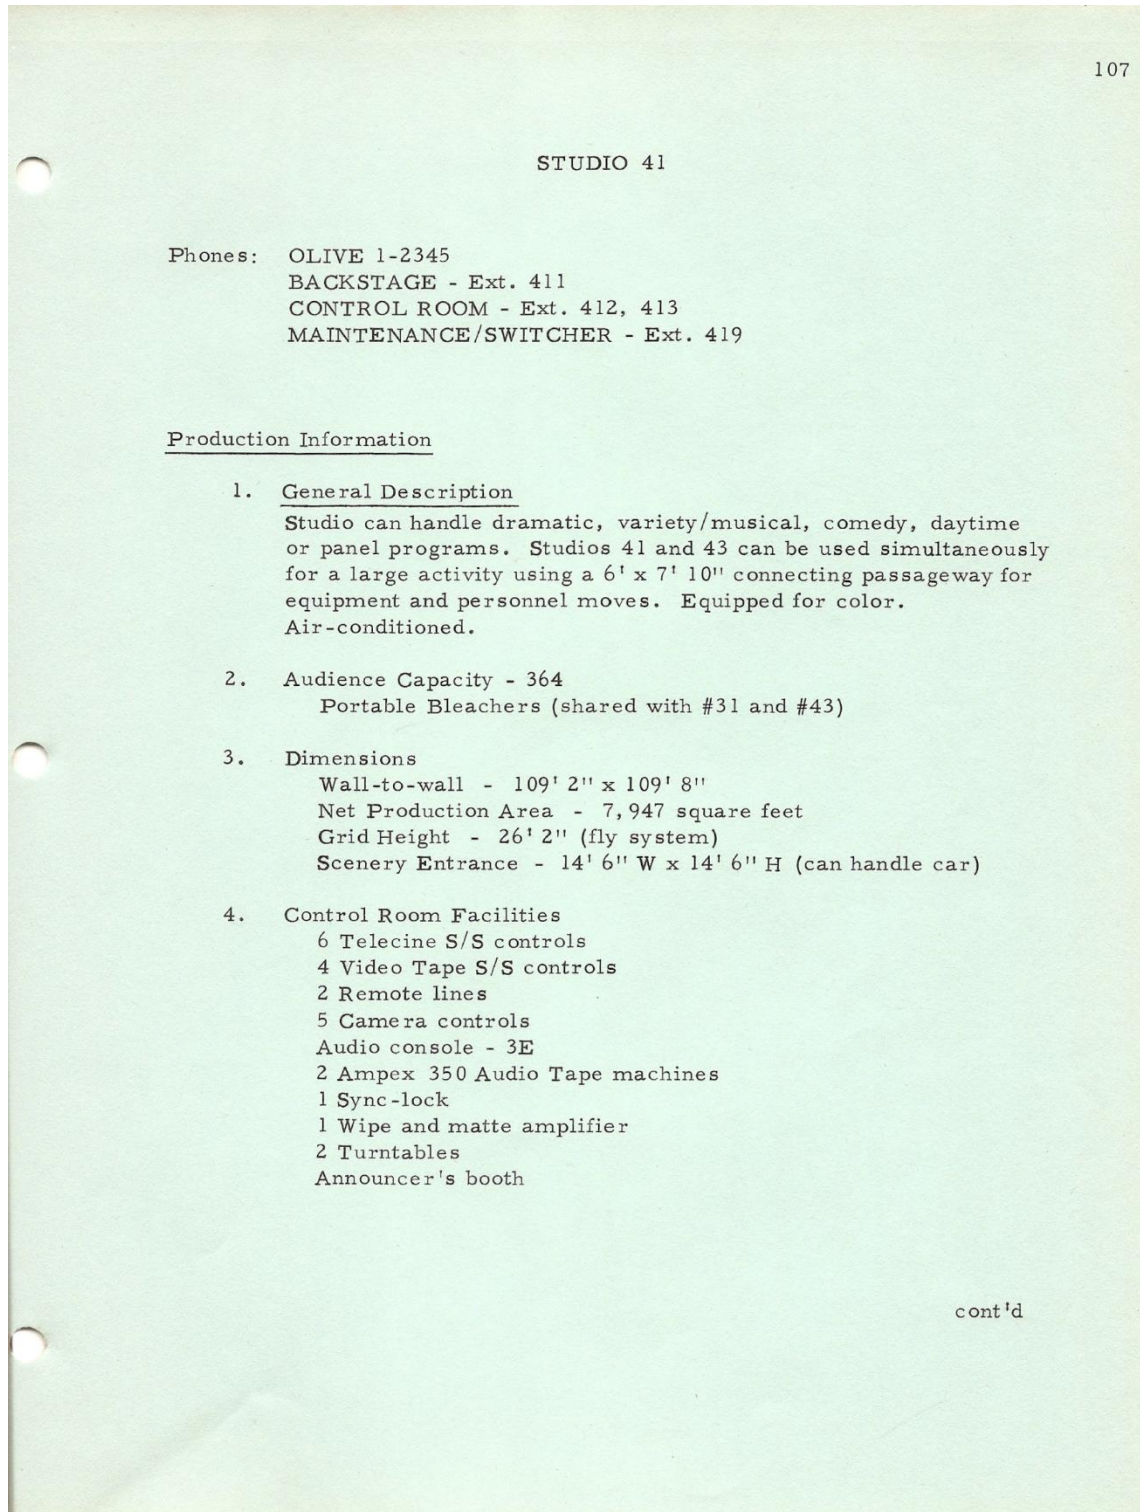 107
STUDIO 41
Phones: OLIVE 1-2345
BACKSTAGE - Ext. 411
CONTROL ROOM - Ext. 412, 413
MAINTENANCE/SWITCHER - Ext. 419
Production Information
1. General Description
Studio can handle dramatic, variety/musical, comedy, daytime
or panel programs. Studios 41 and 43 can be used simultaneously
for a large activity using a 6' x 7' 10" connecting passageway for
equipment and personnel moves. Equipped for color.
Air-conditioned.
2. Audience Capacity - 364
Portable Bleachers (shared with #31 and #43)
3. Dimensions
Wall-to-wall - 109' 2" x 109' 8"
Net Production Area - 7,947 square feet
Grid Height - 26' 2" (fly system)
Scenery Entrance - 14' 6" W x 14' 6" H (can handle car)
4. Control Room Facilities
6 Telecine S/S controls
4 Video Tape S/S controls
2 Remote lines
5 Camera controls
Audio console - 3E
2 Ampex 350 Audio Tape machines
1 Sync-lock
1 Wipe and matte amplifier
2 Turntables
Announcer's booth
cont'd